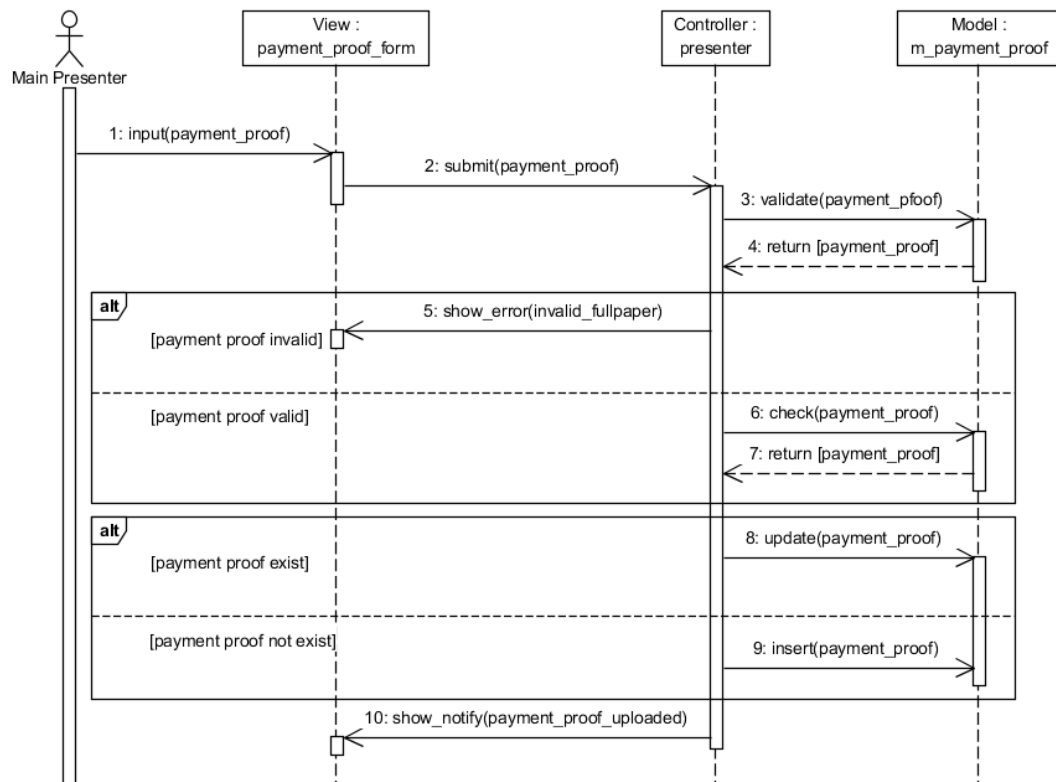 View :
payment_proof_form
Controller :
presenter
Model :
m_payment_proof
Main Presenter
1: input(payment_proof)
2: submit(payment_proof)
3: validate(payment_pfoof)
4: return [payment_proof]
alt
5: show_error(invalid_fullpaper)
[payment proof invalid]
[payment proof valid]
6: check(payment_proof)
7: return [payment_proof]
alt
8: update(payment_proof)
[payment proof exist]
[payment proof not exist]
9: insert(payment_proof)
10: show_notify(payment_proof_uploaded)